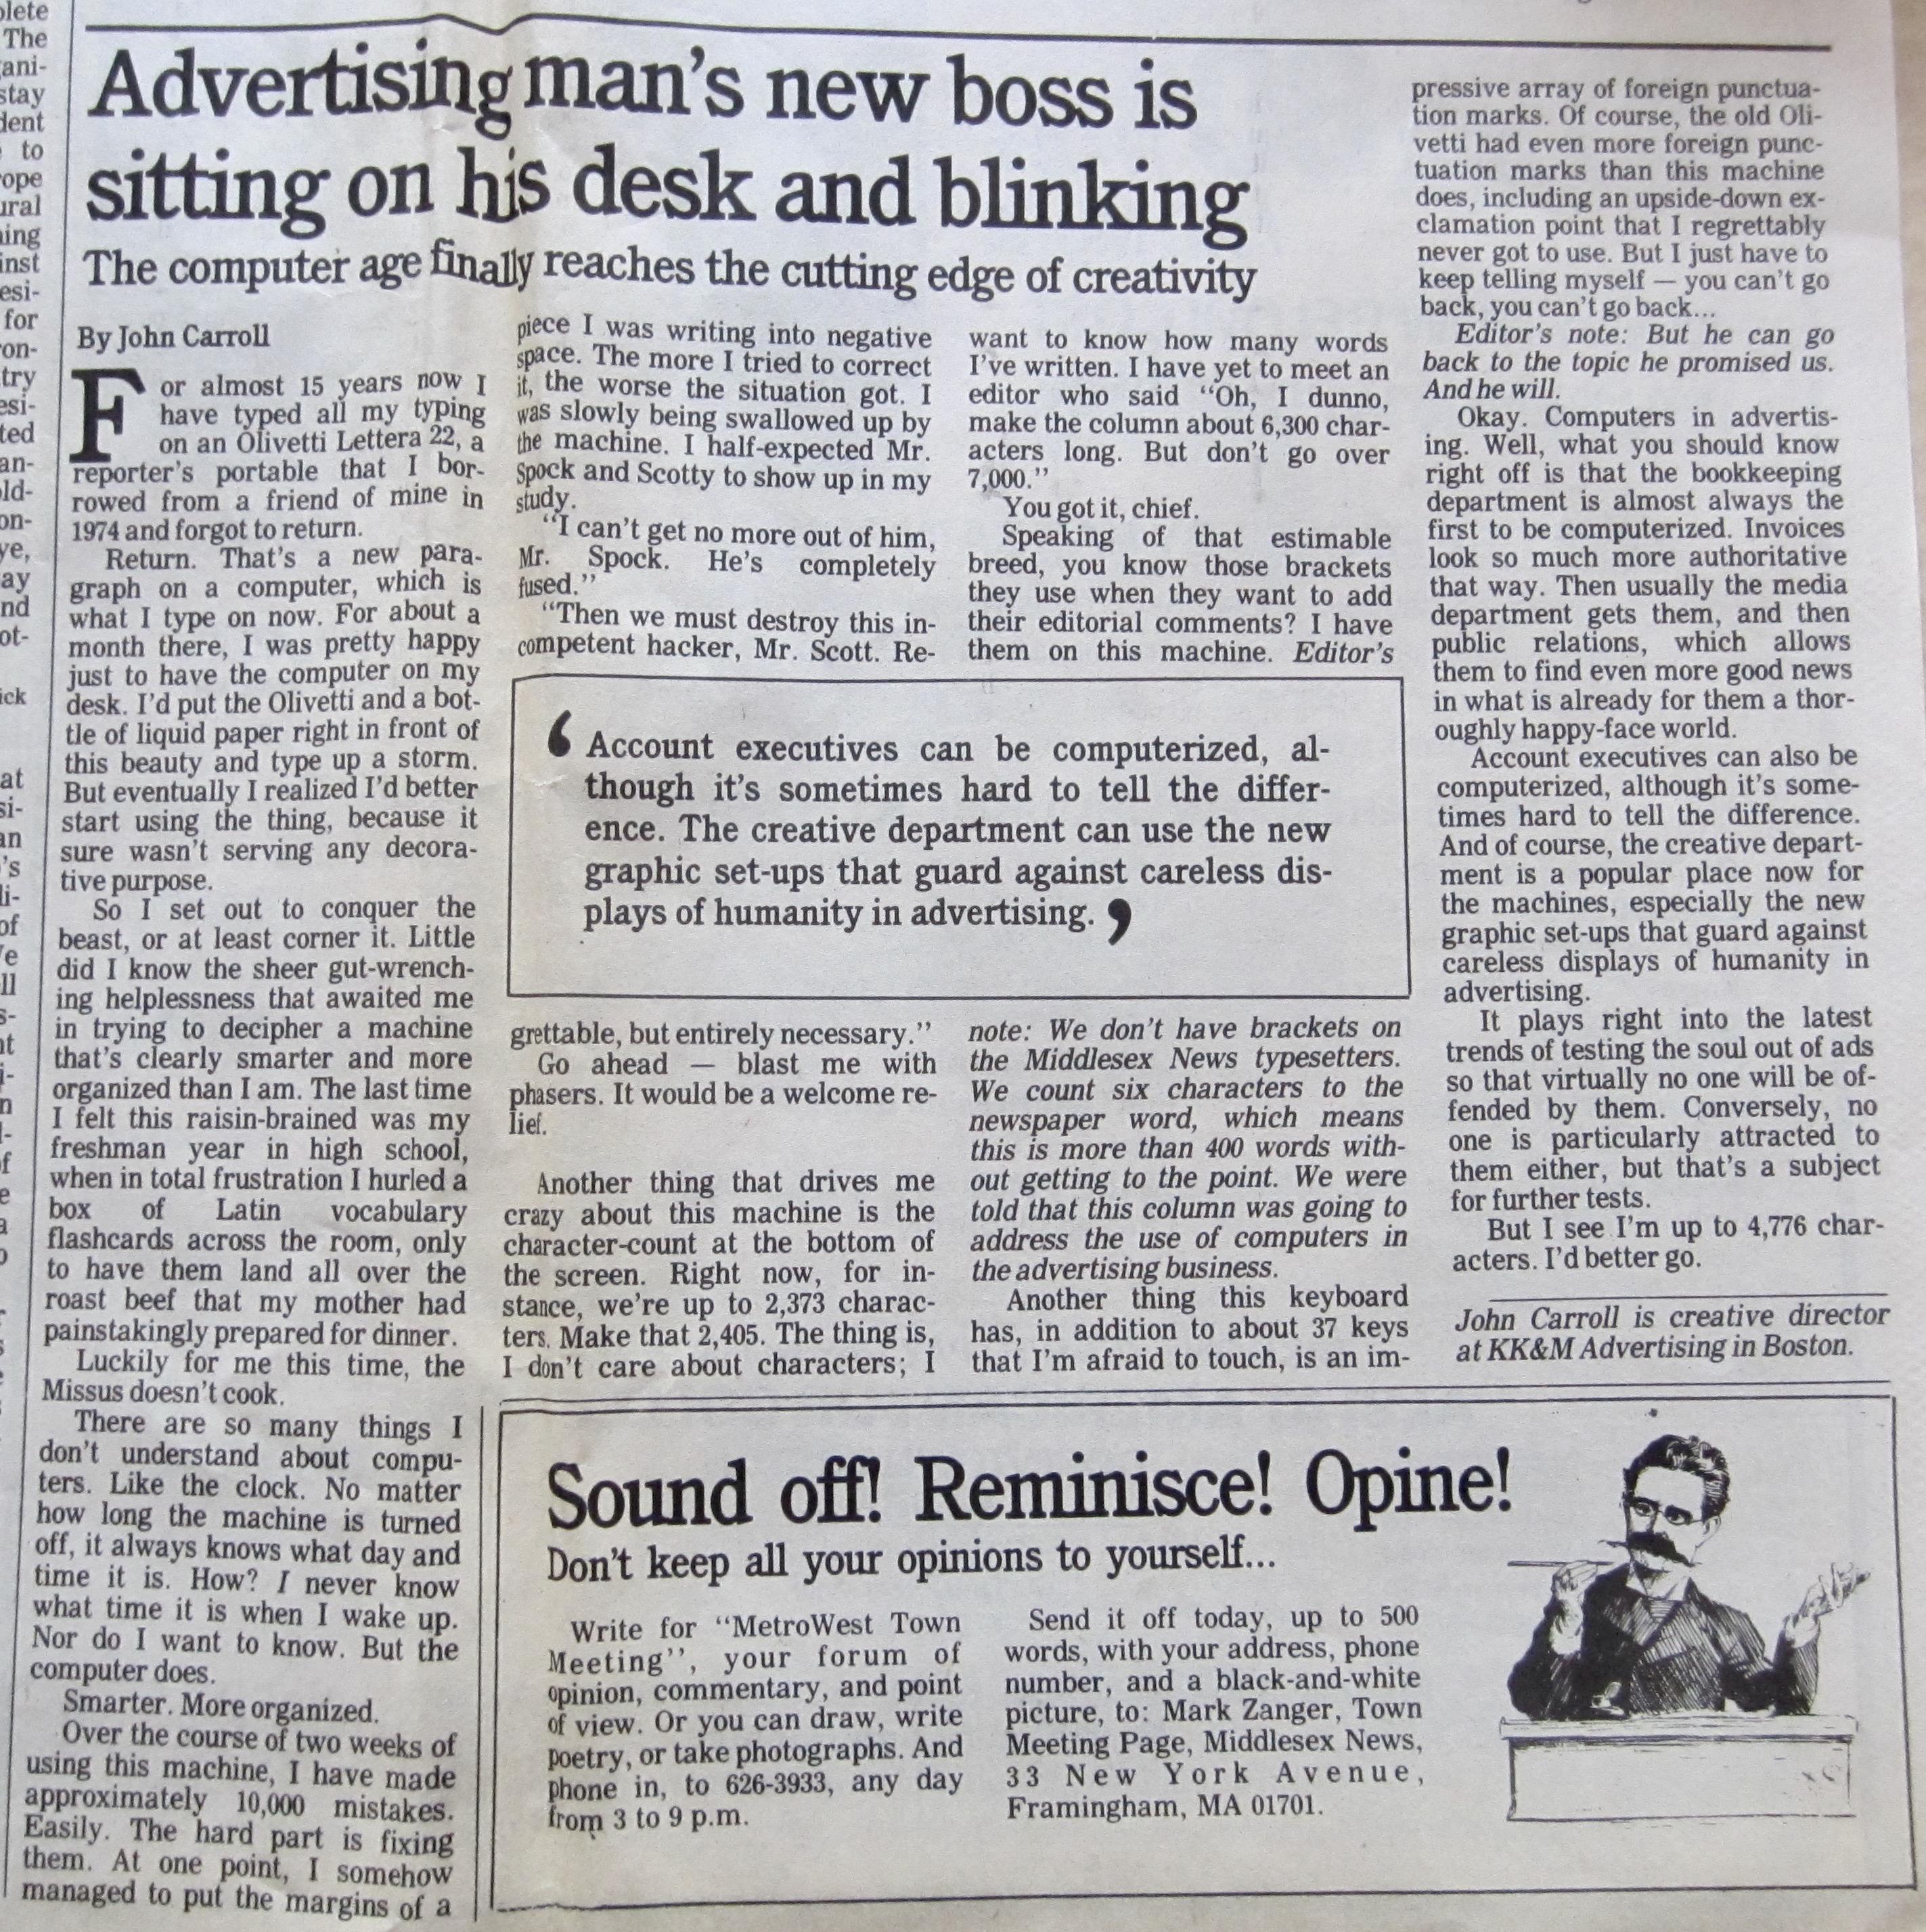 plete
The
ani-
stay
dent
to
rope
ural
ning
inst
esi-
for
ron-
try
esi-
ted
an-
old-
on-
ye,
ay
nd
ot-
ick
at
si-
an
's
li-
of
ll
s-
nt
i-
n
l-
f
e
a
Advertising man's new boss is
sitting on his desk and blinking
The computer age finally reaches the cutting edge of creativity
By John Carroll
For almost 15 years now I
have typed all my typing
on an Olivetti Lettera 22, a
reporter's portable that I bor-
rowed from a friend of mine in
1974 and forgot to return.
Return. That's a new para-
graph on a computer, which is
what I type on now. For about a
month there, I was pretty happy
just to have the computer on my
desk. I'd put the Olivetti and a bot-
tle of liquid paper right in front of
this beauty and type up a storm.
But eventually I realized I'd better
start using the thing, because it
sure wasn't serving any decora-
tive purpose.
So I set out to conquer the
beast, or at least corner it. Little
did I know the sheer gut-wrench-
ing helplessness that awaited me
in trying to decipher a machine
that's clearly smarter and more
organized than I am. The last time
I felt this raisin-brained was my
freshman year in high school,
when in total frustration I hurled a
box of Latin vocabulary
flashcards across the room, only
to have them land all over the
roast beef that my mother had
painstakingly prepared for dinner.
Luckily for me this time, the
Missus doesn't cook.
There are so many things I
don't understand about compu-
ters. Like the clock. No matter
how long the machine is turned
off, it always knows what day and
time it is. How? I never know
what time it is when I wake up.
Nor do I want to know. But the
computer does.
Smarter. More organized.
Over the course of two weeks of
using this machine, I have made
approximately 10,000 mistakes.
Easily. The hard part is fixing
them. At one point, I somehow
managed to put the margins of a
piece I was writing into negative
space. The more I tried to correct
it, the worse the situation got. I
was slowly being swallowed up by
the machine. I half-expected Mr.
Spock and Scotty to show up in my
study.
"I can't get no more out of him,
Mr. Spock. He's completely
fused."
"Then we must destroy this in-
competent hacker, Mr. Scott. Re-
grettable, but entirely necessary."
Go ahead — blast me with
phasers. It would be a welcome re-
lief.
Another thing that drives me
crazy about this machine is the
character-count at the bottom of
the screen. Right now, for in-
stance, we're up to 2,373 charac-
ters. Make that 2,405. The thing is,
I don't care about characters; I
want to know how many words
I've written. I have yet to meet an
editor who said "Oh, I dunno,
make the column about 6,300 char-
acters long. But don't go over
7,000."
You got it, chief.
Speaking of that estimable
breed, you know those brackets
they use when they want to add
their editorial comments? I have
them on this machine. Editor's
note: We don't have brackets on
the Middlesex News typesetters.
We count six characters to the
newspaper word, which means
this is more than 400 words with-
out getting to the point. We were
told that this column was going to
address the use of computers in
the advertising business.
Another thing this keyboard
has, in addition to about 37 keys
that I'm afraid to touch, is an im-
pressive array of foreign punctua-
tion marks. Of course, the old Oli-
vetti had even more foreign punc-
tuation marks than this machine
does, including an upside-down ex-
clamation point that I regrettably
never got to use. But I just have to
keep telling myself — you can't go
back, you can't go back...
Editor's note: But he can go
back to the topic he promised us.
And he will.
Okay. Computers in advertis-
ing. Well, what you should know
right off is that the bookkeeping
department is almost always the
first to be computerized. Invoices
look so much more authoritative
that way. Then usually the media
department gets them, and then
public relations, which allows
them to find even more good news
in what is already for them a thor-
oughly happy-face world.
Account executives can also be
computerized, although it's some-
times hard to tell the difference.
And of course, the creative depart-
ment is a popular place now for
the machines, especially the new
graphic set-ups that guard against
careless displays of humanity in
advertising.
It plays right into the latest
trends of testing the soul out of ads
so that virtually no one will be of-
fended by them. Conversely, no
one is particularly attracted to
them either, but that's a subject
for further tests.
But I see I'm up to 4,776 char-
acters. I'd better go.
John Carroll is creative director
at KK&M Advertising in Boston.
‘Account executives can be computerized, al-
though it's sometimes hard to tell the differ-
ence. The creative department can use the new
graphic set-ups that guard against careless dis-
plays of humanity in advertising.’
Sound off! Reminisce! Opine!
Don't keep all your opinions to yourself...
Write for "MetroWest Town
Meeting", your forum of
opinion, commentary, and point
of view. Or you can draw, write
poetry, or take photographs. And
phone in, to 626-3933, any day
from 3 to 9 p.m.
Send it off today, up to 500
words, with your address, phone
number, and a black-and-white
picture, to: Mark Zanger, Town
Meeting Page, Middlesex News,
33 New York Avenue,
Framingham, MA 01701.